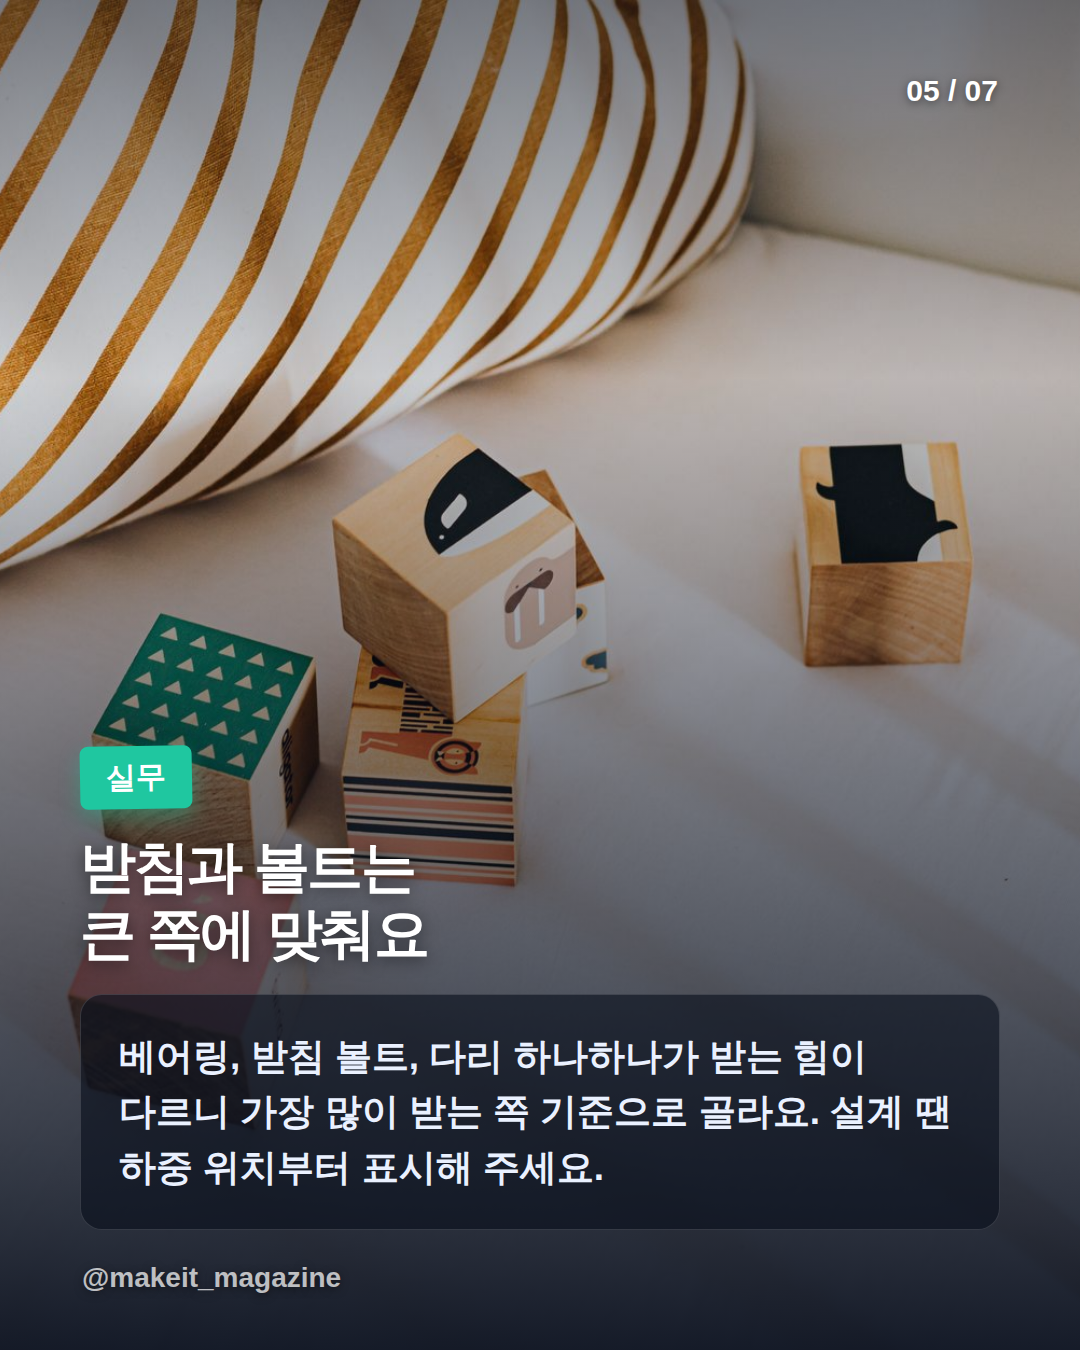 05 / 07
실무
받침과 볼트는
큰 쪽에 맞춰요
베어링, 받침 볼트, 다리 하나하나가 받는 힘이
다르니 가장 많이 받는 쪽 기준으로 골라요. 설계 땐
하중 위치부터 표시해 주세요.
@makeit_magazine